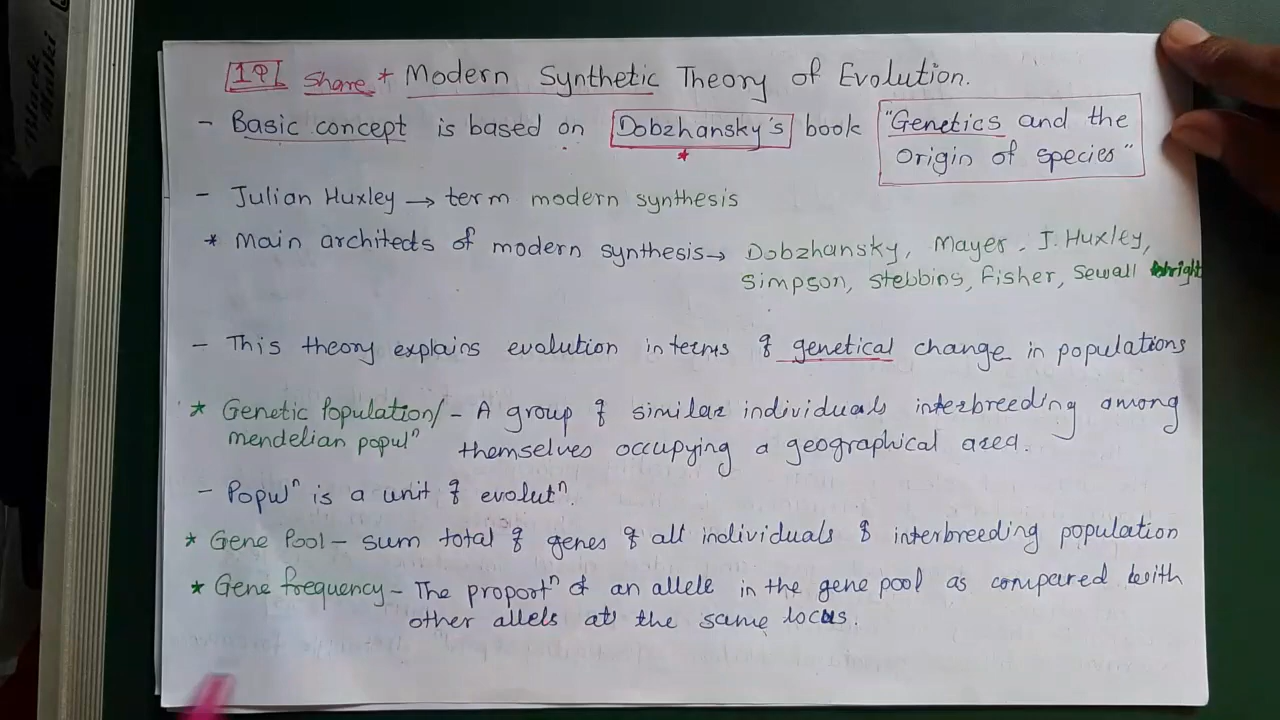 1Q Share * Modern Synthetic Theory of Evolution.
- Basic concept is based on Dobzhansky's book "Genetics and the
Origin of species"
*
- Julian Huxley → term modern synthesis
* Main architects of modern synthesis → Dobzhansky, Mayer, J. Huxley,
Simpson, Stebbins, Fisher, Sewall Wright
- This theory explains evolution interms of genetical change in populations
* Genetic Population/ - A group of similar individuals interbreeding among
mendelian populⁿ themselves occupying a geographical area.
- Populⁿ is a unit of evolutⁿ.
* Gene Pool - sum total of genes of all individuals of interbreeding population
* Gene frequency - The proportⁿ of an allele in the gene pool as compared with
other allels at the same locus.